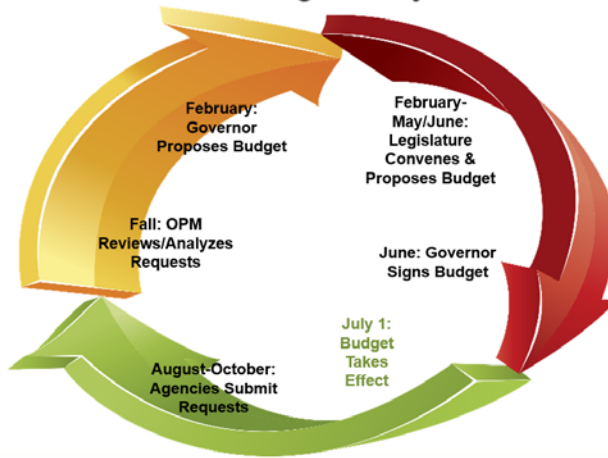 February:
Governor
Proposes Budget
February-
May/June:
Legislature
Convenes &
Proposes Budget
Fall: OPM
Reviews/Analyzes
Requests
June: Governor
Signs Budget
July 1:
Budget
Takes
Effect
August-October:
Agencies Submit
Requests